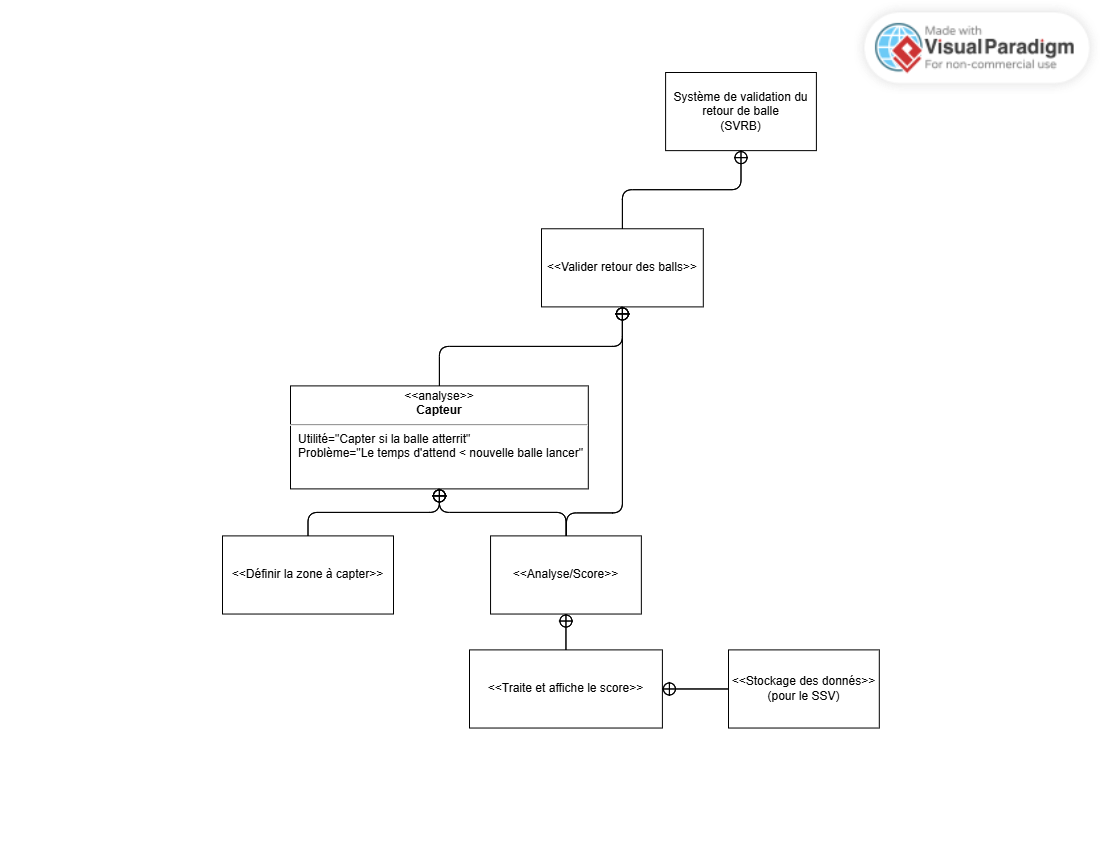 Made with
Visual Paradigm
For non-commercial use
Système de validation du
retour de balle
(SVRB)
<<Valider retour des balls>>
<<analyse>>
Capteur
Utilité="Capter si la balle atterrit"
Problème="Le temps d'attend < nouvelle balle lancer"
<<Définir la zone à capter>>
<<Analyse/Score>>
<<Traite et affiche le score>>
<<Stockage des donnés>>
(pour le SSV)